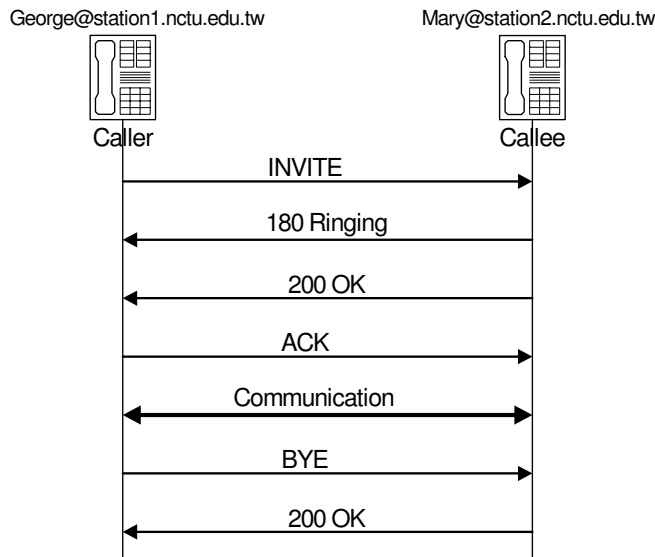 George@station1.nctu.edu.tw
Mary@station2.nctu.edu.tw
Caller
Callee
INVITE
180 Ringing
200 OK
ACK
Communication
BYE
200 OK